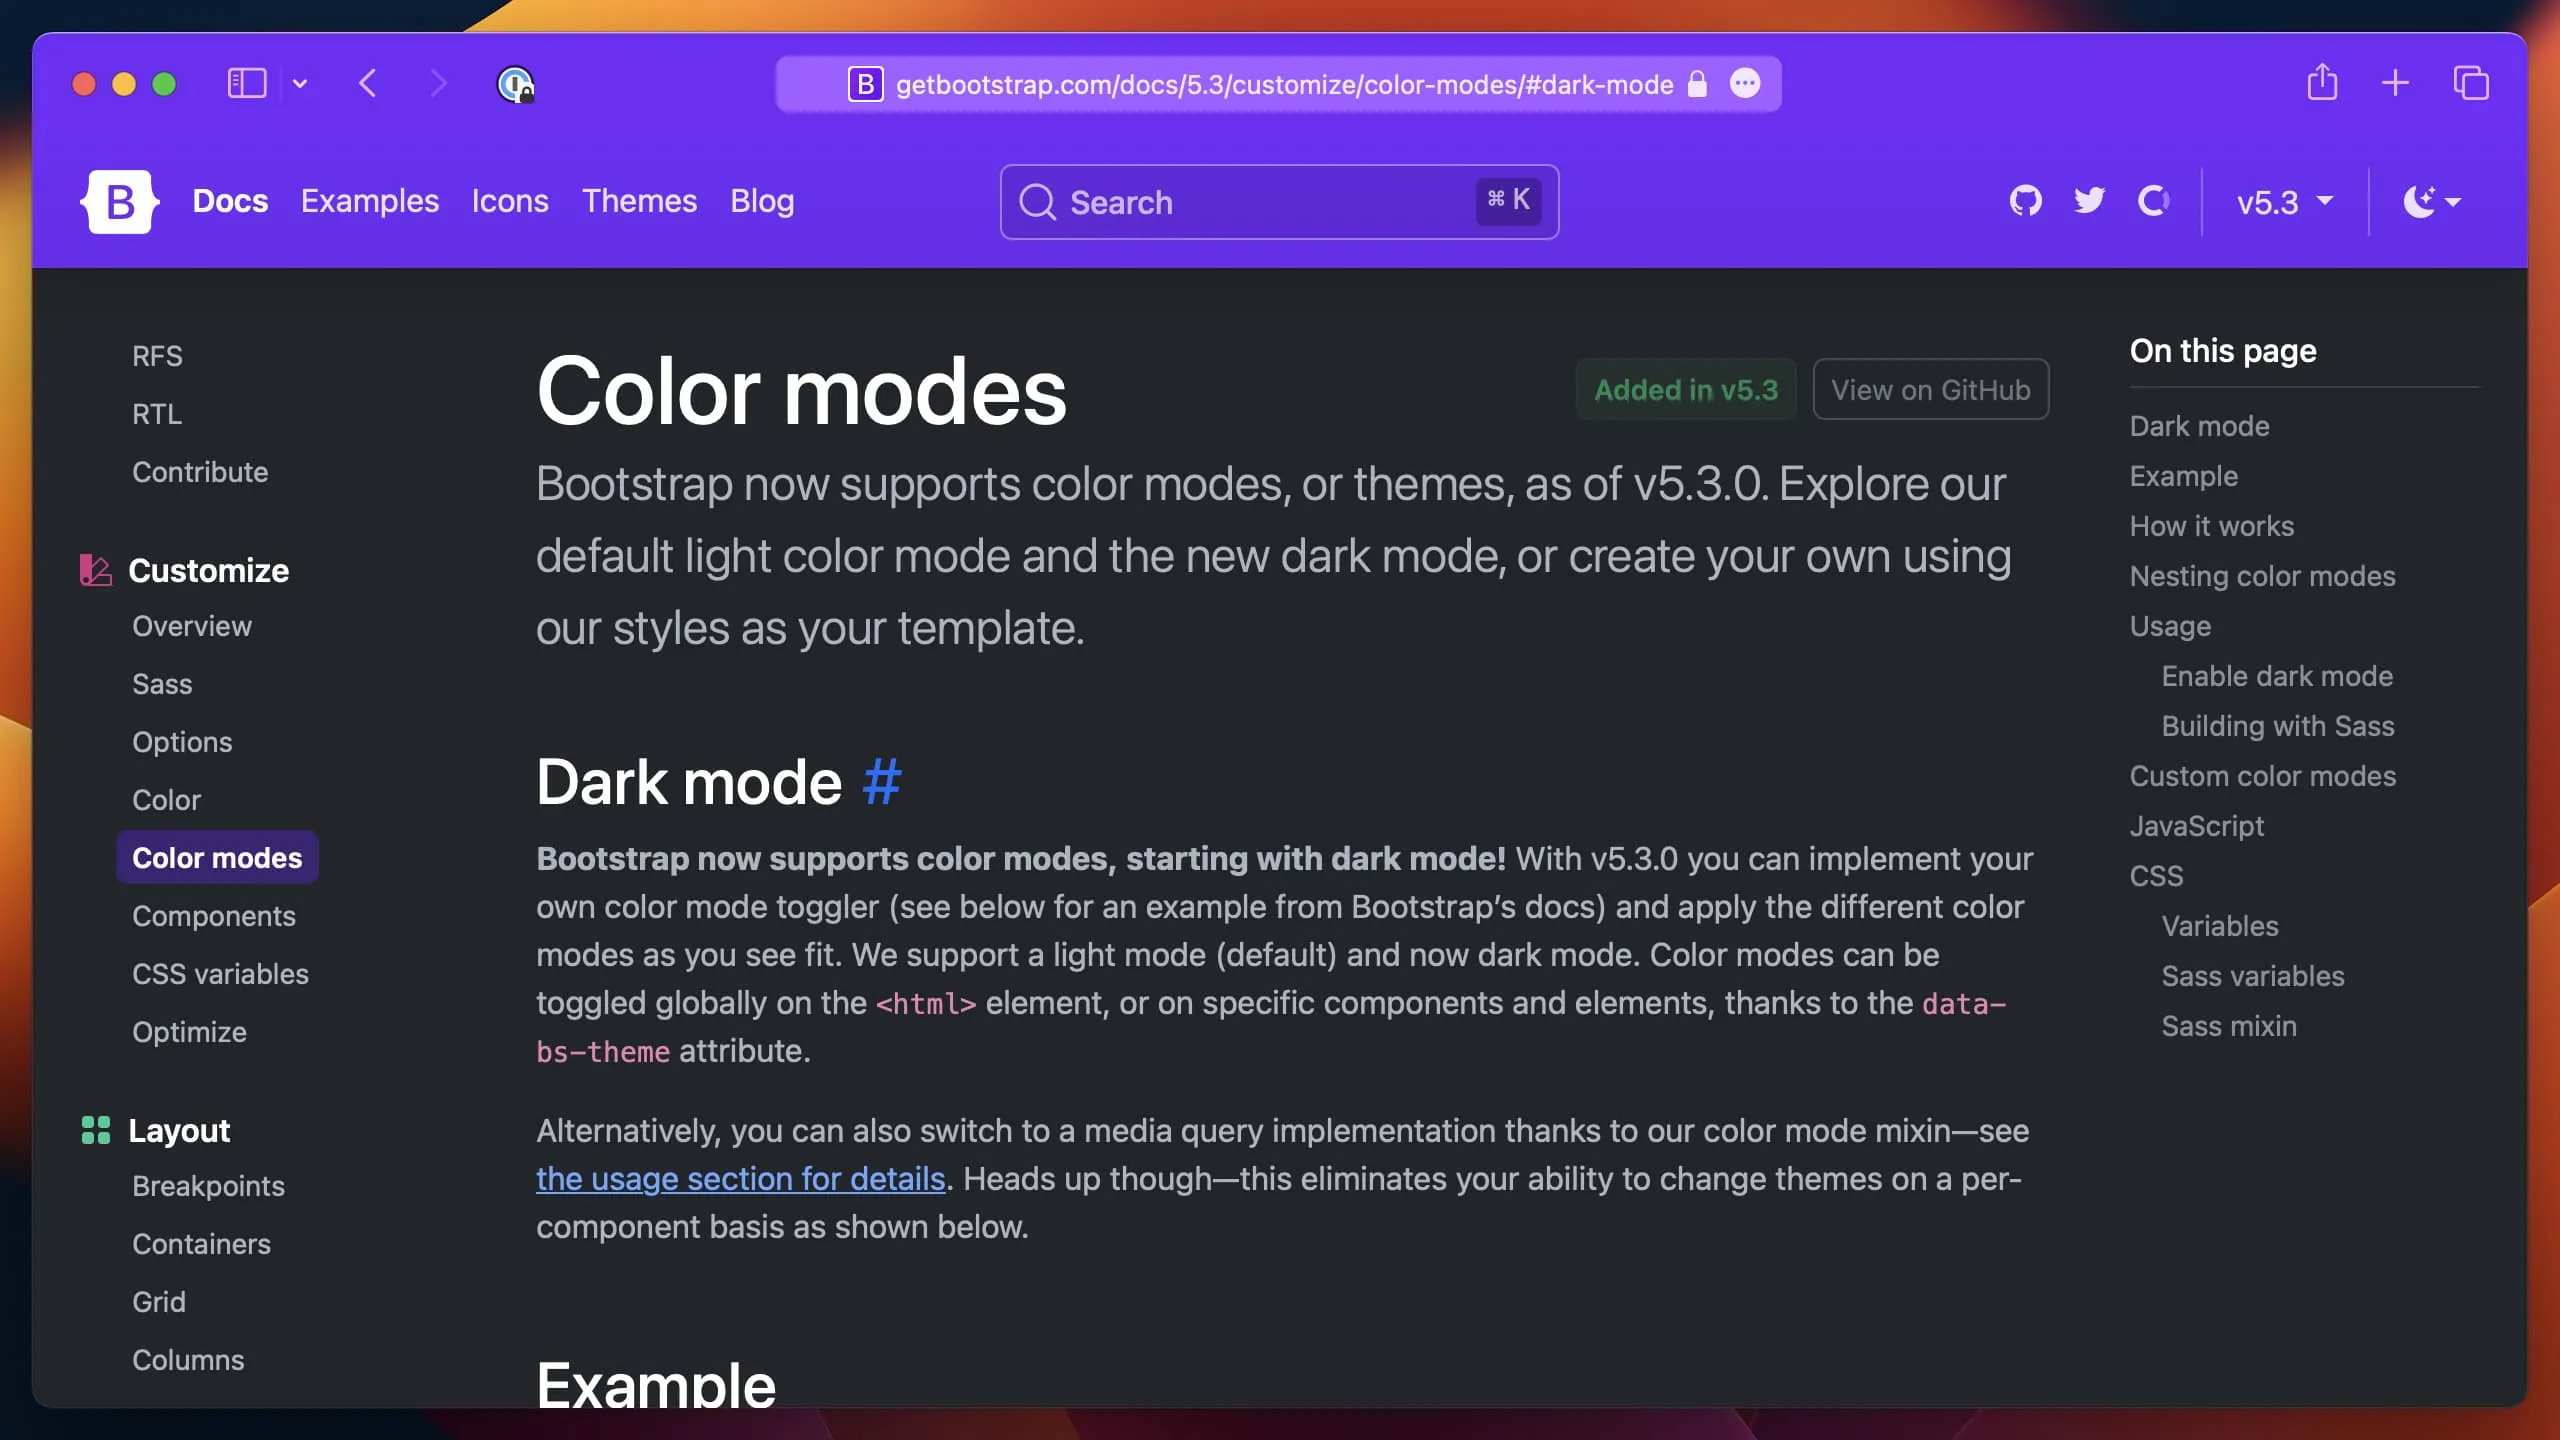 B getbootstrap.com/docs/5.3/customize/color-modes/#dark-mode
B Docs Examples Icons Themes Blog Search ⌘ K v5.3
RFS
RTL
Contribute
Customize
Overview
Sass
Options
Color
Color modes
Components
CSS variables
Optimize
Layout
Breakpoints
Containers
Grid
Columns
Color modes
Added in v5.3 View on GitHub
Bootstrap now supports color modes, or themes, as of v5.3.0. Explore our
default light color mode and the new dark mode, or create your own using
our styles as your template.
Dark mode #
Bootstrap now supports color modes, starting with dark mode! With v5.3.0 you can implement your
own color mode toggler (see below for an example from Bootstrap’s docs) and apply the different color
modes as you see fit. We support a light mode (default) and now dark mode. Color modes can be
toggled globally on the <html> element, or on specific components and elements, thanks to the data-
bs-theme attribute.
Alternatively, you can also switch to a media query implementation thanks to our color mode mixin—see
the usage section for details. Heads up though—this eliminates your ability to change themes on a per-
component basis as shown below.
Example
On this page
Dark mode
Example
How it works
Nesting color modes
Usage
Enable dark mode
Building with Sass
Custom color modes
JavaScript
CSS
Variables
Sass variables
Sass mixin